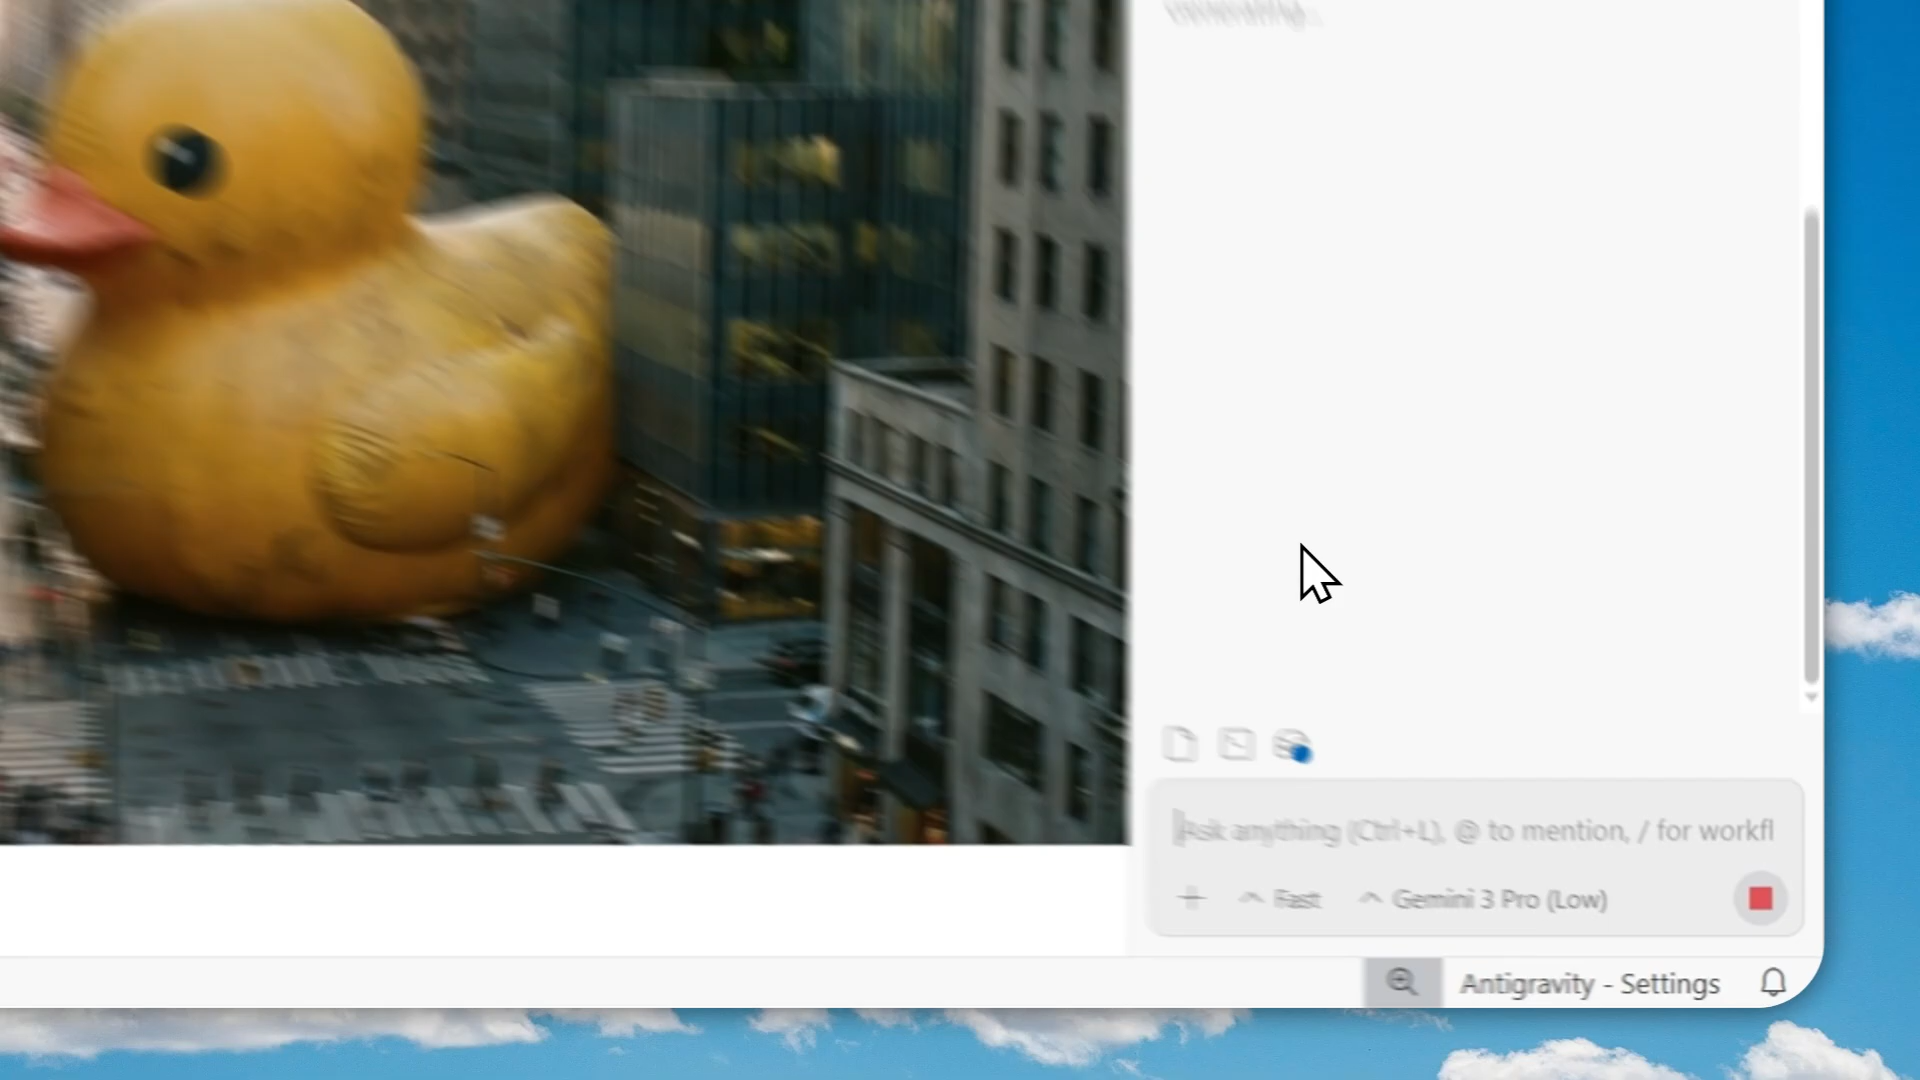 Ask anything (Ctrl+L), @ to mention, / for workfl
Fast
Gemini 3 Pro (Low)
Antigravity - Settings